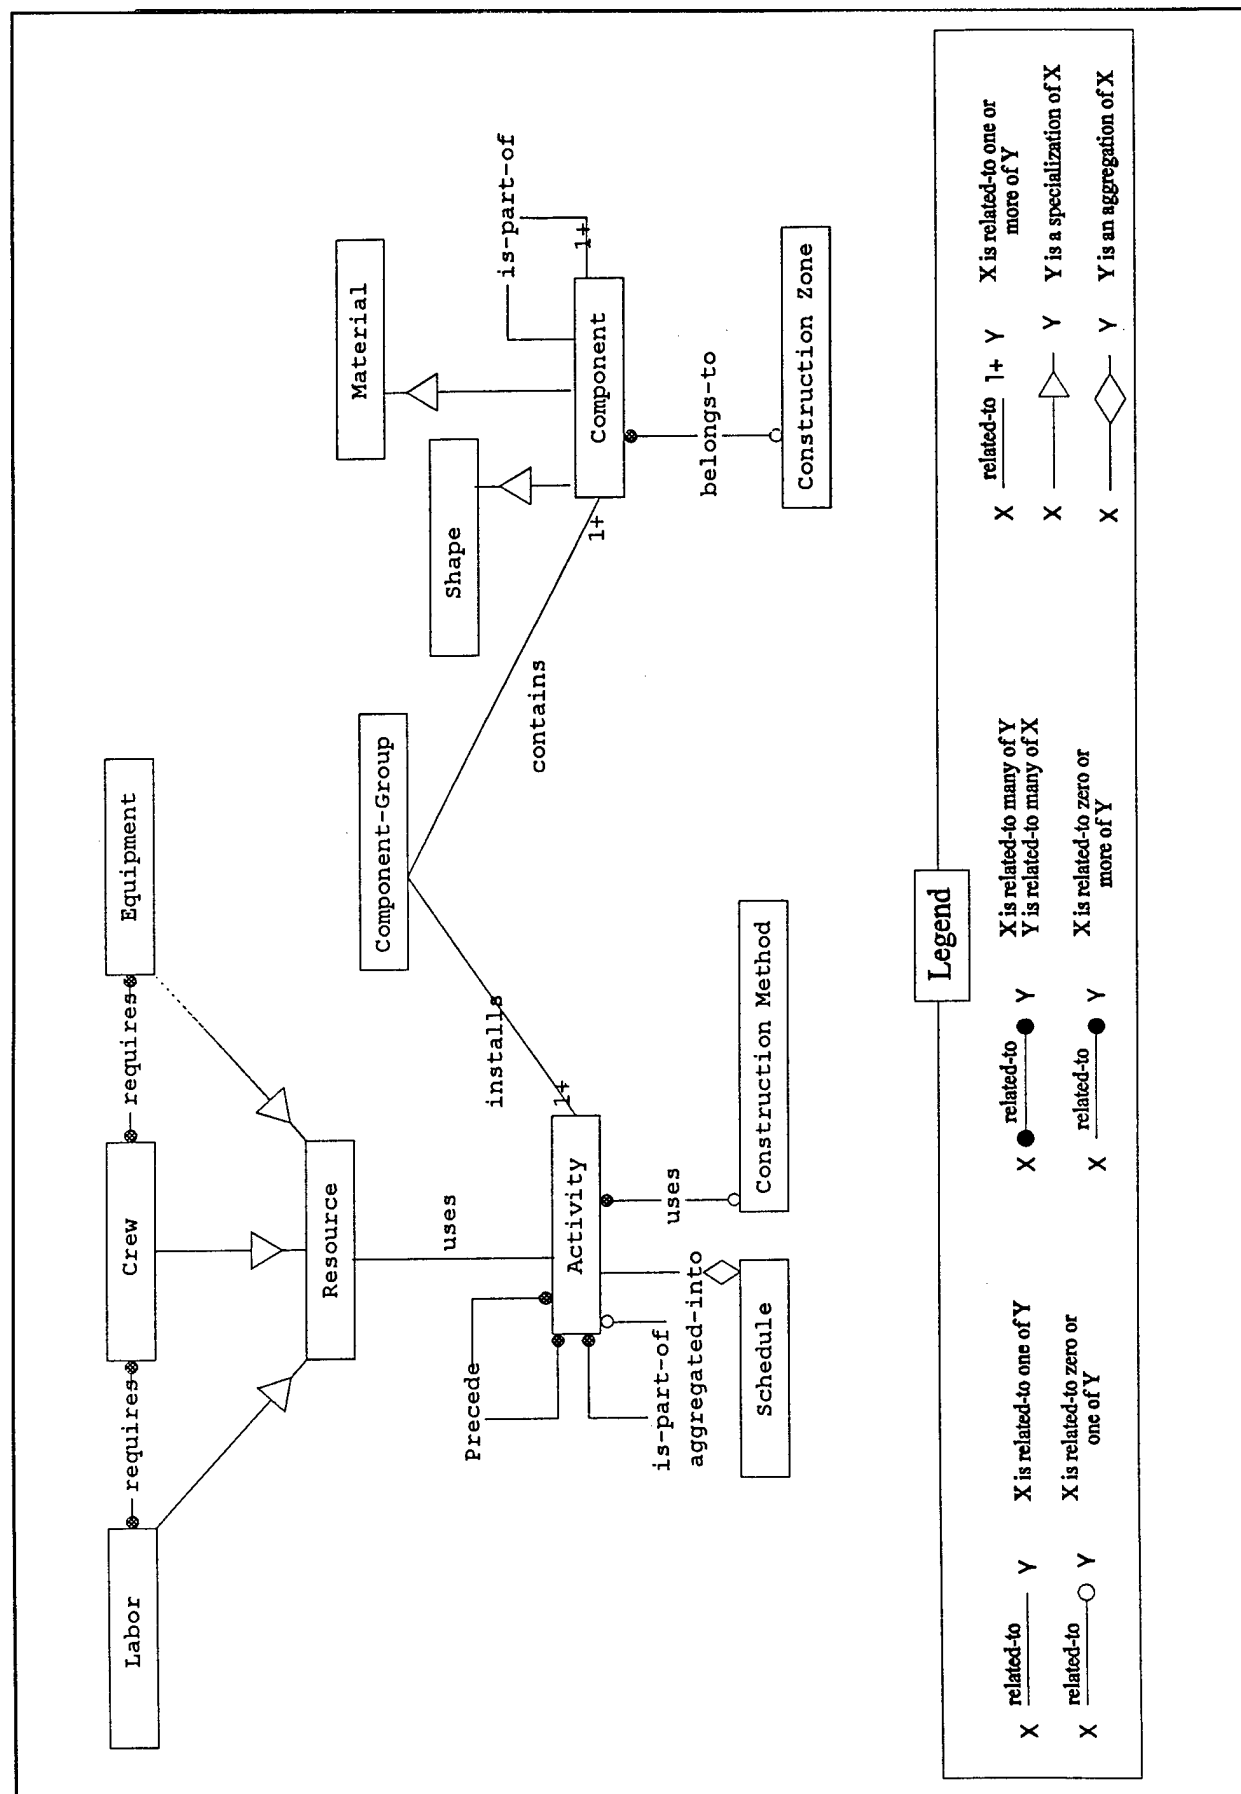 Labor
requires
Crew
requires
Equipment
Resource
uses
Precede
Activity
1+
installs
Component-Group
contains
is-part-of
aggregated-into
Schedule
uses
Construction Method
Shape
Material
1+
Component
is-part-of
1+
belongs-to
Construction Zone
Legend
X related-to Y
X is related-to one of Y
X related-to Y
X is related-to zero or
one of Y
X related-to Y
X is related-to many of Y
Y is related-to many of X
X related-to Y
X is related-to zero or
more of Y
X related-to 1+ Y
X is related-to one or
more of Y
X Y
Y is a specialization of X
X Y
Y is an aggregation of X